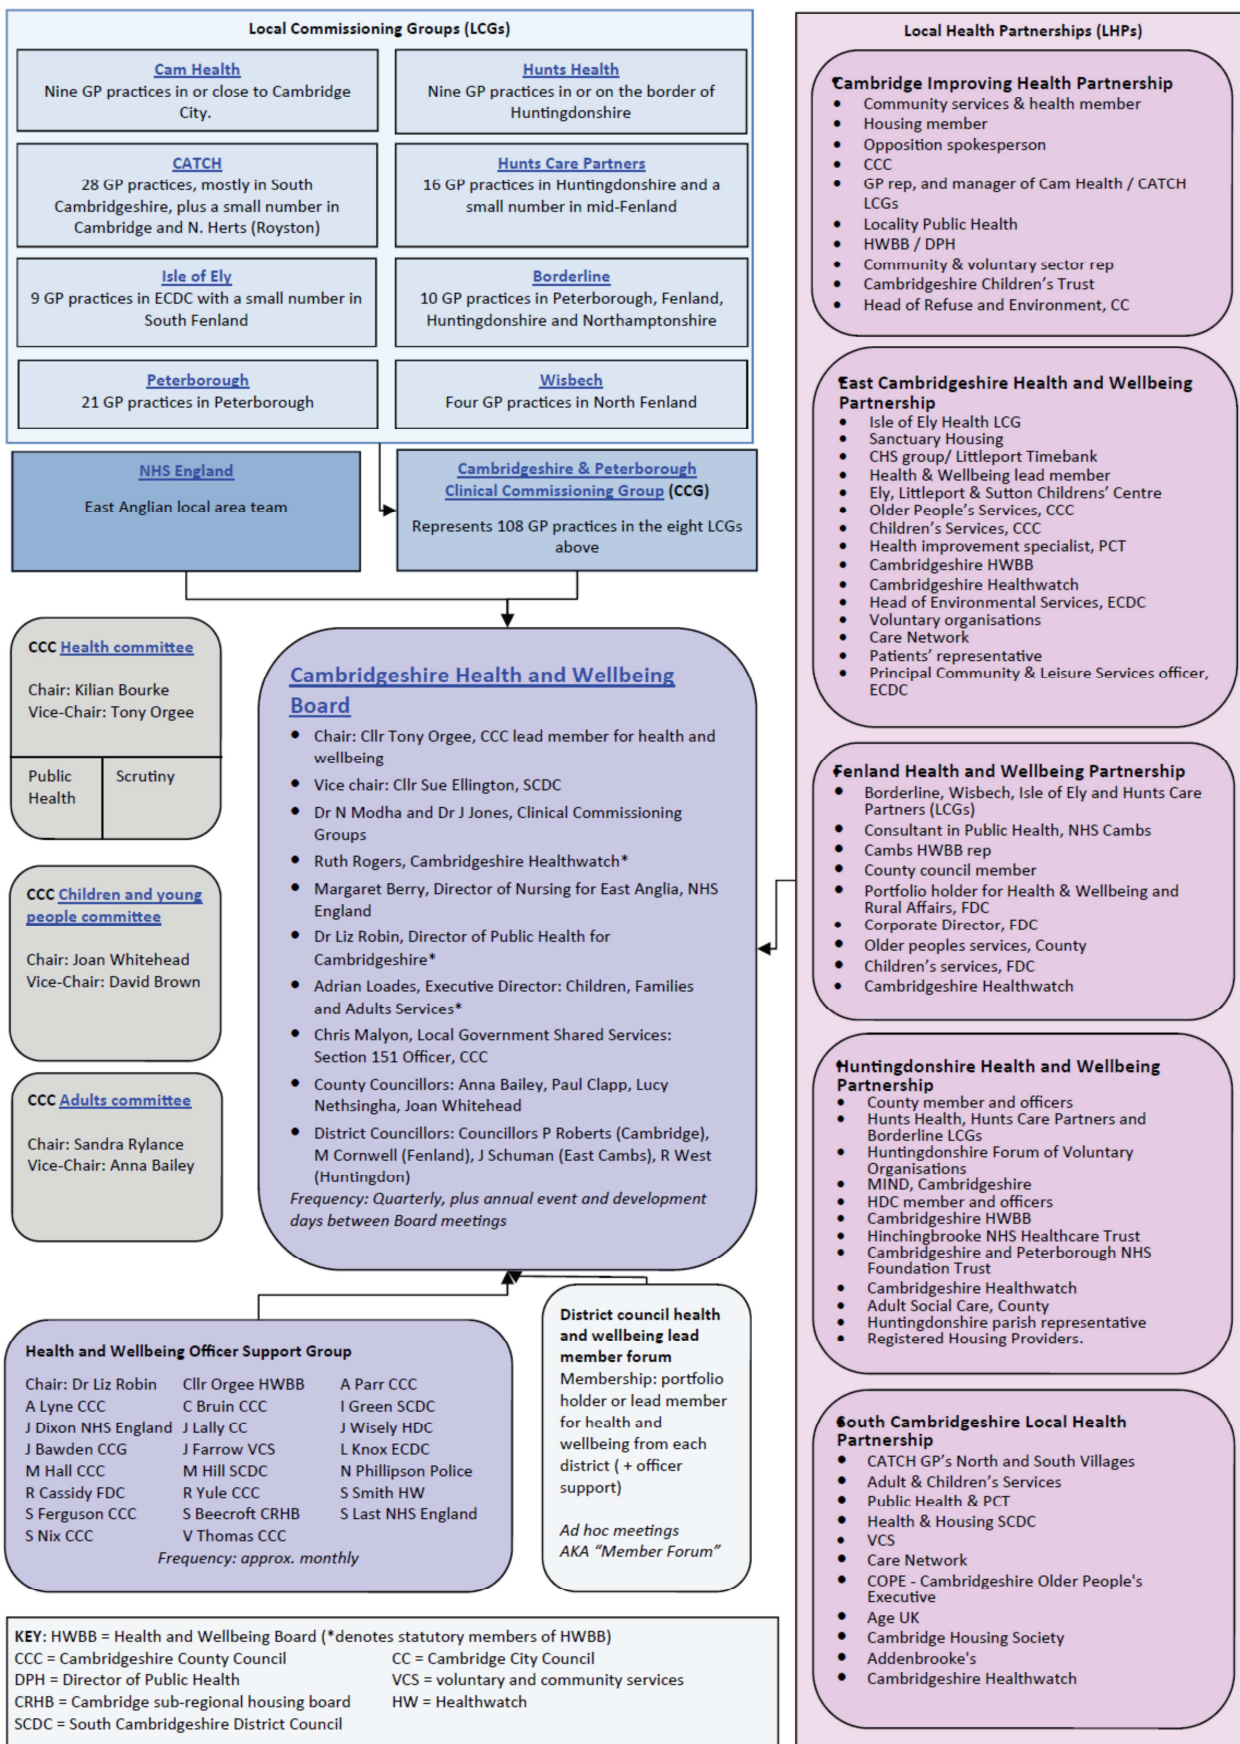 Local Commissioning Groups (LCGs)
Cam Health
Nine GP practices in or close to Cambridge
City.
Hunts Health
Nine GP practices in or on the border of
Huntingdonshire
CATCH
28 GP practices, mostly in South
Cambridgeshire, plus a small number in
Cambridge and N. Herts (Royston)
Hunts Care Partners
16 GP practices in Huntingdonshire and a
small number in mid-Fenland
Isle of Ely
9 GP practices in ECDC with a small number in
South Fenland
Borderline
10 GP practices in Peterborough, Fenland,
Huntingdonshire and Northamptonshire
Peterborough
21 GP practices in Peterborough
Wisbech
Four GP practices in North Fenland
NHS England
East Anglian local area team
Cambridgeshire & Peterborough
Clinical Commissioning Group (CCG)
Represents 108 GP practices in the eight LCGs
above
CCC Health committee
Chair: Kilian Bourke
Vice-Chair: Tony Orgee
Public
Health
Scrutiny
CCC Children and young
people committee
Chair: Joan Whitehead
Vice-Chair: David Brown
CCC Adults committee
Chair: Sandra Rylance
Vice-Chair: Anna Bailey
Cambridgeshire Health and Wellbeing
Board
• Chair: Cllr Tony Orgee, CCC lead member for health and
wellbeing
• Vice chair: Cllr Sue Ellington, SCDC
• Dr N Modha and Dr J Jones, Clinical Commissioning
Groups
• Ruth Rogers, Cambridgeshire Healthwatch*
• Margaret Berry, Director of Nursing for East Anglia, NHS
England
• Dr Liz Robin, Director of Public Health for
Cambridgeshire*
• Adrian Loades, Executive Director: Children, Families
and Adults Services*
• Chris Malyon, Local Government Shared Services:
Section 151 Officer, CCC
• County Councillors: Anna Bailey, Paul Clapp, Lucy
Nethsingha, Joan Whitehead
• District Councillors: Councillors P Roberts (Cambridge),
M Cornwell (Fenland), J Schuman (East Cambs), R West
(Huntingdon)
Frequency: Quarterly, plus annual event and development
days between Board meetings
Health and Wellbeing Officer Support Group
Chair: Dr Liz Robin Cllr Orgee HWBB A Parr CCC
A Lyne CCC C Bruin CCC I Green SCDC
J Dixon NHS England J Lally CC J Wisely HDC
J Bawden CCG J Farrow VCS L Knox ECDC
M Hall CCC M Hill SCDC N Phillipson Police
R Cassidy FDC R Yule CCC S Smith HW
S Ferguson CCC S Beecroft CRHB S Last NHS England
S Nix CCC V Thomas CCC
Frequency: approx. monthly
District council health
and wellbeing lead
member forum
Membership: portfolio
holder or lead member
for health and
wellbeing from each
district ( + officer
support)
Ad hoc meetings
AKA “Member Forum”
KEY: HWBB = Health and Wellbeing Board (*denotes statutory members of HWBB)
CCC = Cambridgeshire County Council CC = Cambridge City Council
DPH = Director of Public Health VCS = voluntary and community services
CRHB = Cambridge sub-regional housing board HW = Healthwatch
SCDC = South Cambridgeshire District Council
Local Health Partnerships (LHPs)
• Cambridge Improving Health Partnership
• Community services & health member
• Housing member
• Opposition spokesperson
• CCC
• GP rep, and manager of Cam Health / CATCH
LCGs
• Locality Public Health
• HWBB / DPH
• Community & voluntary sector rep
• Cambridgeshire Children’s Trust
• Head of Refuse and Environment, CC
• East Cambridgeshire Health and Wellbeing
Partnership
• Isle of Ely Health LCG
• Sanctuary Housing
• CHS group/ Littleport Timebank
• Health & Wellbeing lead member
• Ely, Littleport & Sutton Childrens’ Centre
• Older People’s Services, CCC
• Children’s Services, CCC
• Health improvement specialist, PCT
• Cambridgeshire HWBB
• Cambridgeshire Healthwatch
• Head of Environmental Services, ECDC
• Voluntary organisations
• Care Network
• Patients’ representative
• Principal Community & Leisure Services officer,
ECDC
• Fenland Health and Wellbeing Partnership
• Borderline, Wisbech, Isle of Ely and Hunts Care
Partners (LCGs)
• Consultant in Public Health, NHS Cambs
• Cambs HWBB rep
• County council member
• Portfolio holder for Health & Wellbeing and
Rural Affairs, FDC
• Corporate Director, FDC
• Older peoples services, County
• Children’s services, FDC
• Cambridgeshire Healthwatch
• Huntingdonshire Health and Wellbeing
Partnership
• County member and officers
• Hunts Health, Hunts Care Partners and
Borderline LCGs
• Huntingdonshire Forum of Voluntary
Organisations
• MIND, Cambridgeshire
• HDC member and officers
• Cambridgeshire HWBB
• Hinchingbrooke NHS Healthcare Trust
• Cambridgeshire and Peterborough NHS
Foundation Trust
• Cambridgeshire Healthwatch
• Adult Social Care, County
• Huntingdonshire parish representative
• Registered Housing Providers.
• South Cambridgeshire Local Health
Partnership
• CATCH GP’s North and South Villages
• Adult & Children’s Services
• Public Health & PCT
• Health & Housing SCDC
• VCS
• Care Network
• COPE - Cambridgeshire Older People's
Executive
• Age UK
• Cambridge Housing Society
• Addenbrooke's
• Cambridgeshire Healthwatch